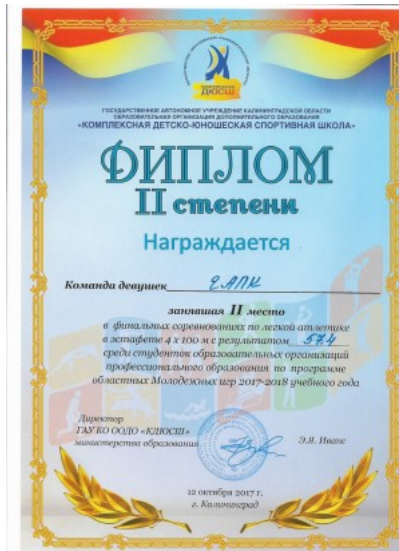 ДЮСШ
ГОСУДАРСТВЕННОЕ АВТОНОМНОЕ УЧРЕЖДЕНИЕ КАЛИНИНГРАДСКОЙ ОБЛАСТИ
ОБРАЗОВАТЕЛЬНАЯ ОРГАНИЗАЦИЯ ДОПОЛНИТЕЛЬНОГО ОБРАЗОВАНИЯ
«КОМПЛЕКСНАЯ ДЕТСКО-ЮНОШЕСКАЯ СПОРТИВНАЯ ШКОЛА»
ДИПЛОМ
II степени
Награждается
Команда девушек
занявшая II место
в финальных соревнованиях по легкой атлетике
в эстафете 4 х 100 м с результатом 57.4
среди студенток образовательных организаций
профессионального образования по программе
областных Молодежных игр 2017-2018 учебного года
Директор
ГАУ КО ООДО «КДЮСШ»
министерства образования Э.Я. Иванс
12 октября 2017 г.
г. Калининград